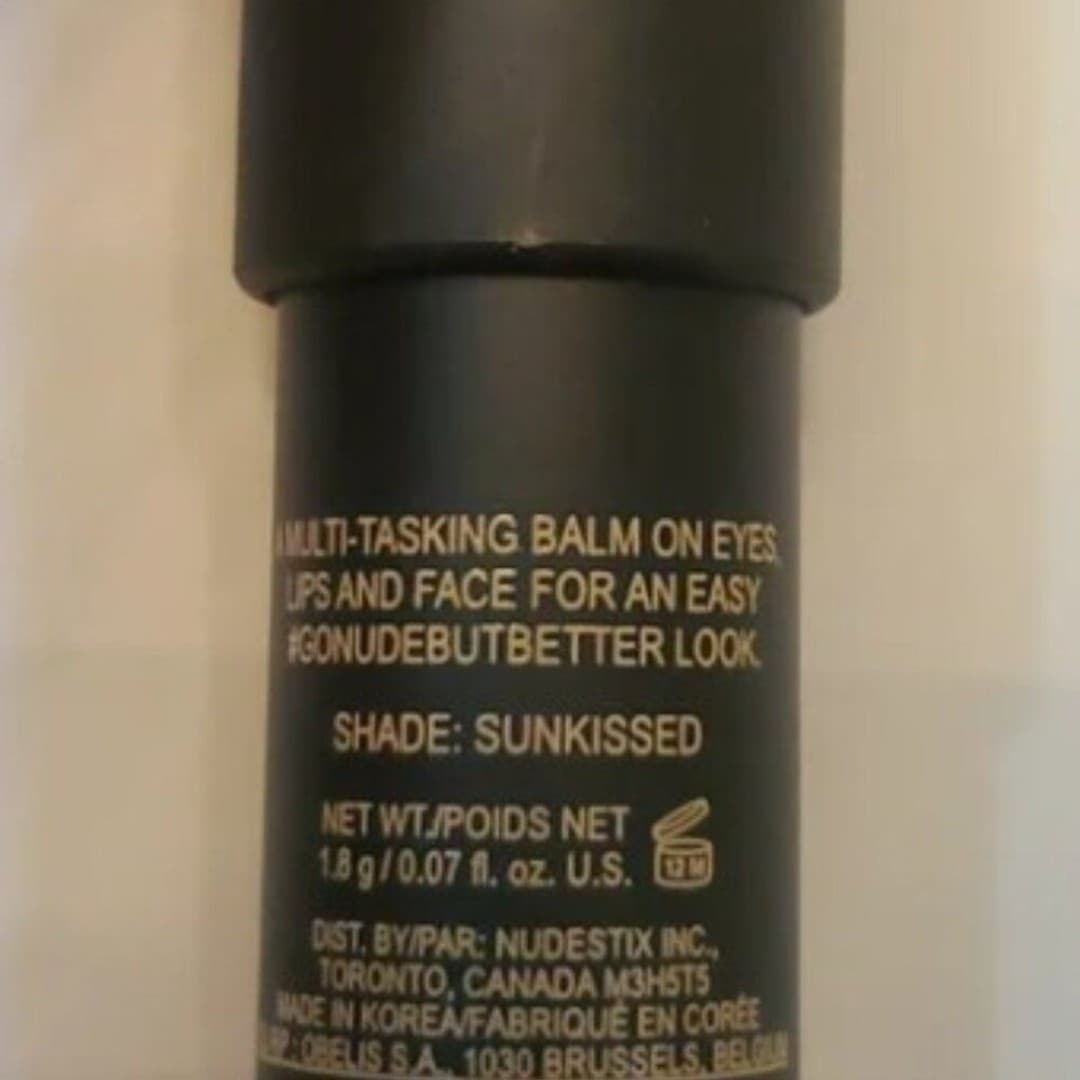 A MULTI-TASKING BALM ON EYES,
LIPS AND FACE FOR AN EASY
#GONUDEBUTBETTER LOOK.
SHADE: SUNKISSED
NET WT./POIDS NET
1.8 g / 0.07 fl. oz. U.S.
12 M
DIST. BY/PAR: NUDESTIX INC.,
TORONTO, CANADA M3H5T5
MADE IN KOREA/FABRIQUÉ EN CORÉE
: OBELIS S.A., 1030 BRUSSELS, BELGIUM